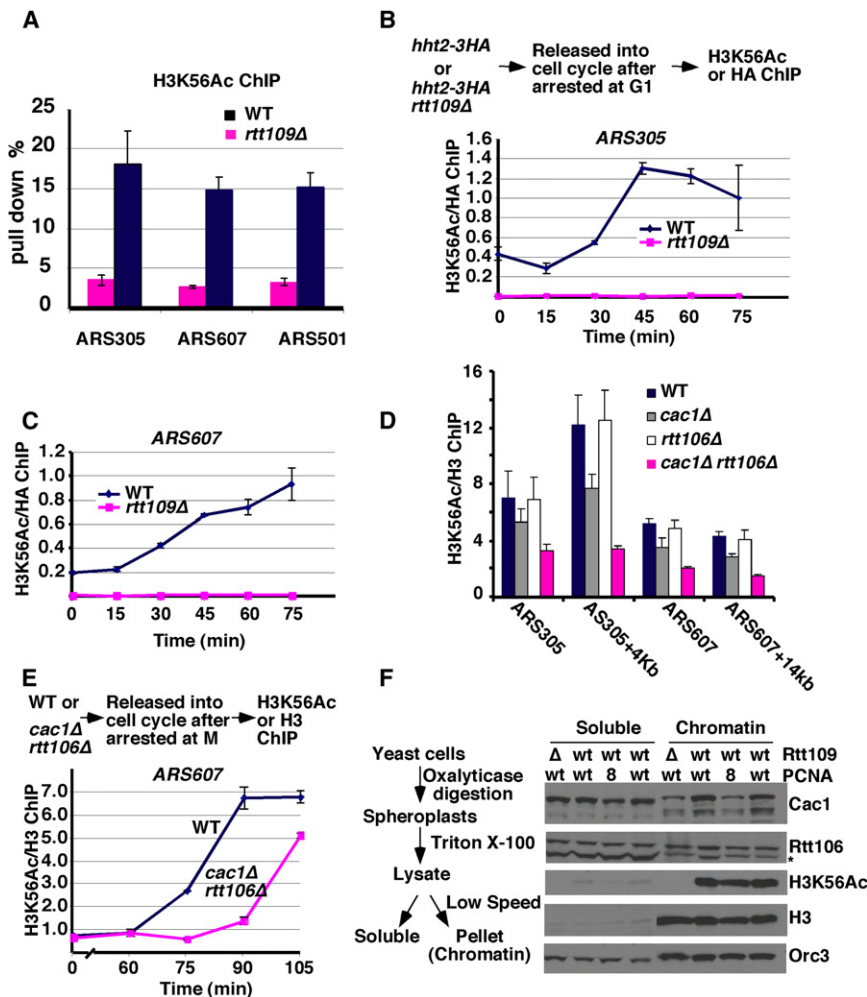 A
H3K56Ac ChIP
WT
rtt109Δ
pull down %
25
20
15
10
5
0
ARS305 ARS607 ARS501
B
hht2-3HA
or
hht2-3HA
rtt109Δ
Released into
cell cycle after
arrested at G1
H3K56Ac
or HA ChIP
ARS305
H3K56Ac/HA ChIP
1.6
1.4
1.2
1.0
0.8
0.6
0.4
0.2
WT
rtt109Δ
0 15 30 45 60 75
Time (min)
C
ARS607
H3K56Ac/HA ChIP
1.2
1.0
0.8
0.6
0.4
0.2
WT
rtt109Δ
0 15 30 45 60 75
Time (min)
D
H3K56Ac/H3 ChIP
16
12
8
4
0
WT
cac1Δ
rtt106Δ
cac1Δ rtt106Δ
ARS305
AS305+4Kb
ARS607
ARS607+14kb
E
WT or
cac1Δ
rtt106Δ
Released into
cell cycle after
arrested at M
H3K56Ac
or H3
ChIP
ARS607
H3K56Ac/H3 ChIP
7.0
6.0
5.0
4.0
3.0
2.0
1.0
WT
cac1Δ
rtt106Δ
0 60 75 90 105
Time (min)
F
Yeast cells
Oxalyticase
digestion
Spheroplasts
Triton X-100
Lysate
Low Speed
Soluble Pellet
(Chromatin)
Soluble Chromatin
Δ wt wt wt Δ wt wt wt Rtt109
wt wt 8 wt wt wt 8 wt PCNA
Cac1
Rtt106
*
H3K56Ac
H3
Orc3